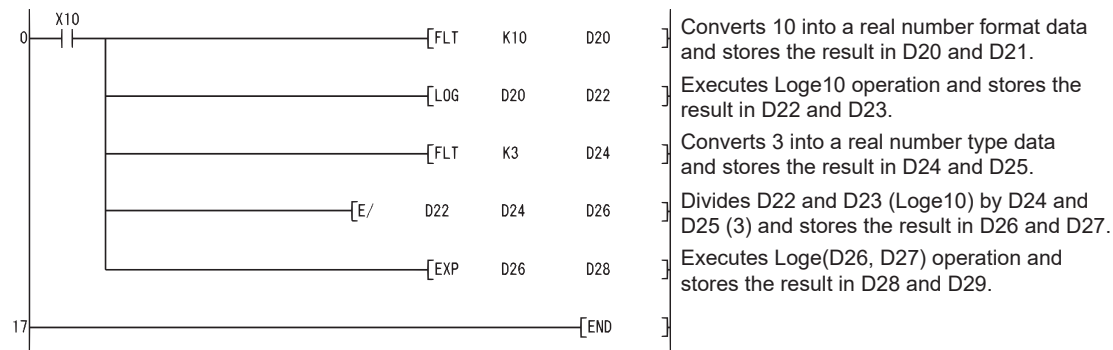 X10
0 [FLT K10 D20 ] Converts 10 into a real number format data
and stores the result in D20 and D21.
[LOG D20 D22 ] Executes Loge10 operation and stores the
result in D22 and D23.
[FLT K3 D24 ] Converts 3 into a real number type data
and stores the result in D24 and D25.
[E/ D22 D24 D26 ] Divides D22 and D23 (Loge10) by D24 and
D25 (3) and stores the result in D26 and D27.
[EXP D26 D28 ] Executes Loge(D26, D27) operation and
stores the result in D28 and D29.
17 [END ]